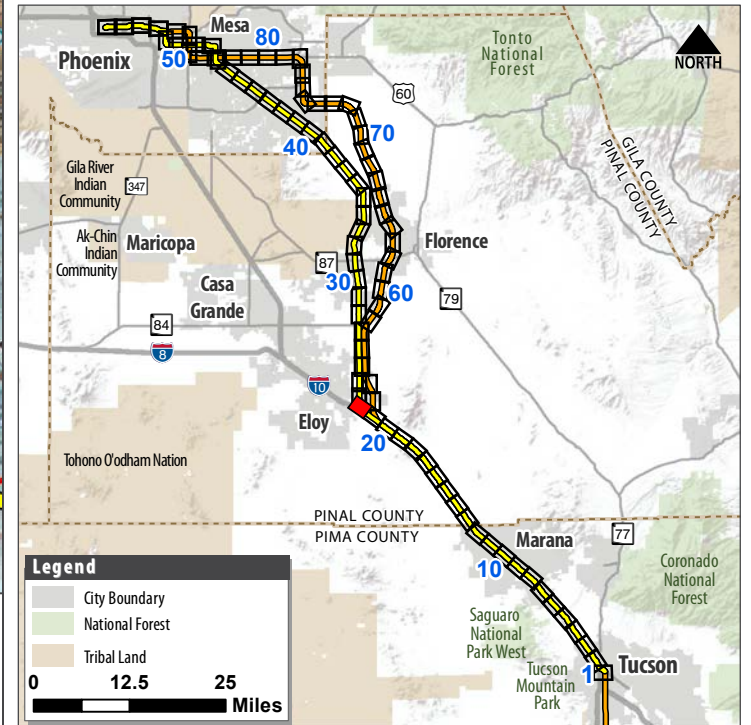 Mesa
80
Phoenix
50
Tonto
National
Forest
NORTH
60
70
40
GILA COUNTY
PINAL COUNTY
Gila River
Indian
Community
347
Ak-Chin
Indian
Community
Maricopa
87
Florence
Casa
Grande
30
60
79
84
8
10
Eloy
20
Tohono O'odham Nation
PINAL COUNTY
PIMA COUNTY
Marana
77
10
Coronado
National
Forest
Saguaro
National
Park West
Tucson
Mountain
Park
1
Tucson
Legend
City Boundary
National Forest
Tribal Land
0 12.5 25
Miles